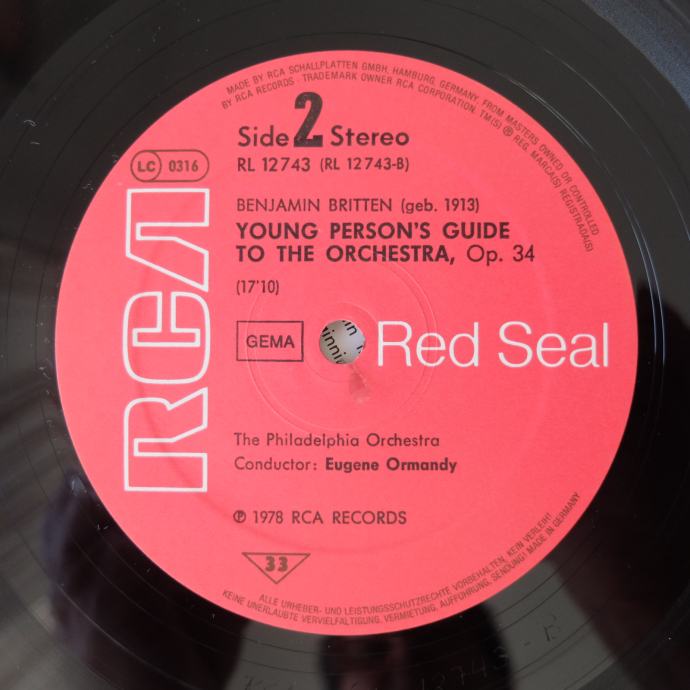 MADE BY RCA SCHALLPLATTEN GMBH, HAMBURG, GERMANY, FROM MASTERS OWNED OR CONTROLLED
BY RCA RECORDS · TRADEMARK OWNER RCA CORPORATION. TM(S) ® REG. MARCA(S) REGISTRADA(S)
Side 2 Stereo
RL 12743 (RL 12743-B)
LC 0316
BENJAMIN BRITTEN (geb. 1913)
YOUNG PERSON'S GUIDE
TO THE ORCHESTRA, Op. 34
(17'10)
RCA
GEMA
Red Seal
The Philadelphia Orchestra
Conductor: Eugene Ormandy
℗ 1978 RCA RECORDS
33
ALLE URHEBER- UND LEISTUNGSSCHUTZRECHTE VORBEHALTEN, KEIN VERLEIH!
KEINE UNERLAUBTE VERVIELFÄLTIGUNG, VERMIETUNG, AUFFÜHRUNG, SENDUNG! MADE IN GERMANY